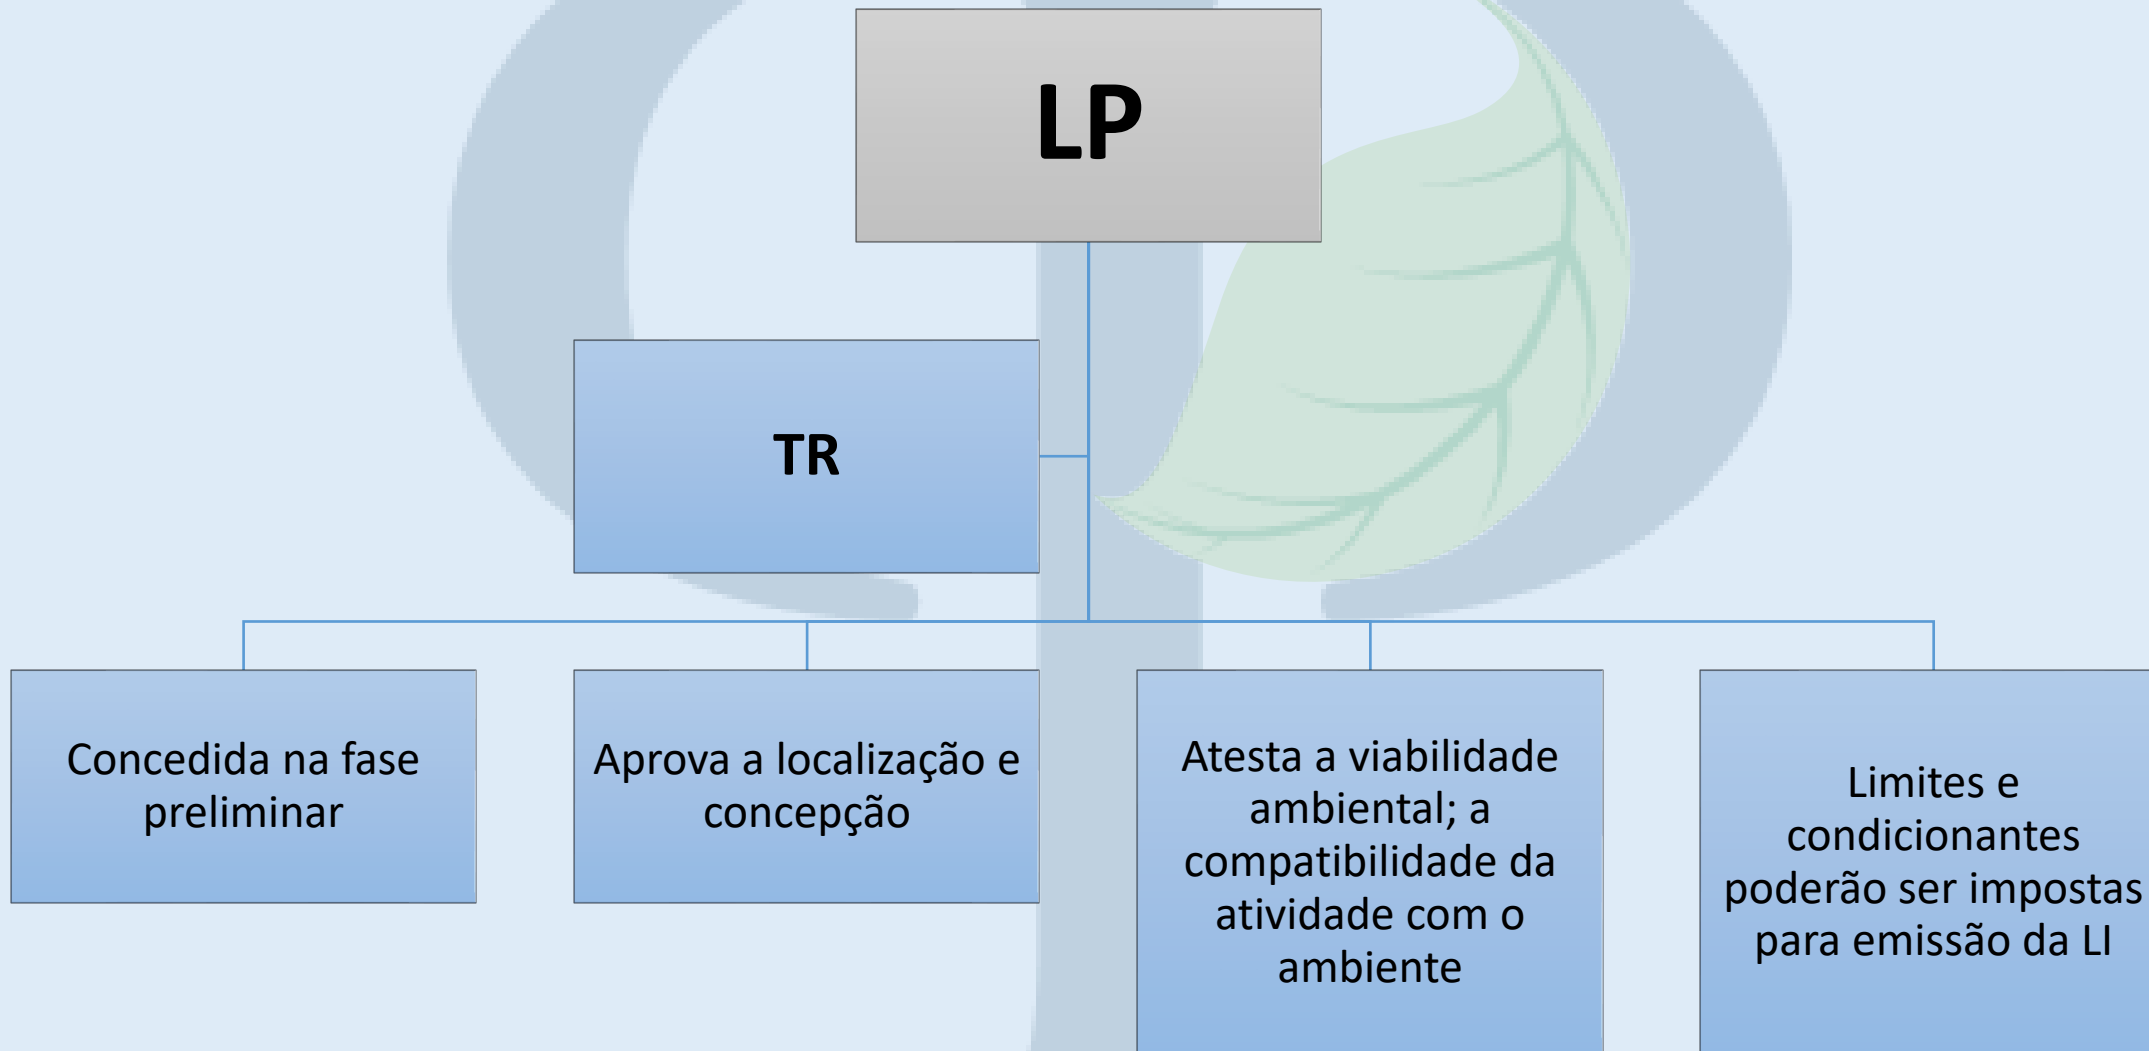 LP
TR
Concedida na fase
preliminar
Aprova a localização e
concepção
Atesta a viabilidade
ambiental; a
compatibilidade da
atividade com o
ambiente
Limites e
condicionantes
poderão ser impostas
para emissão da LI